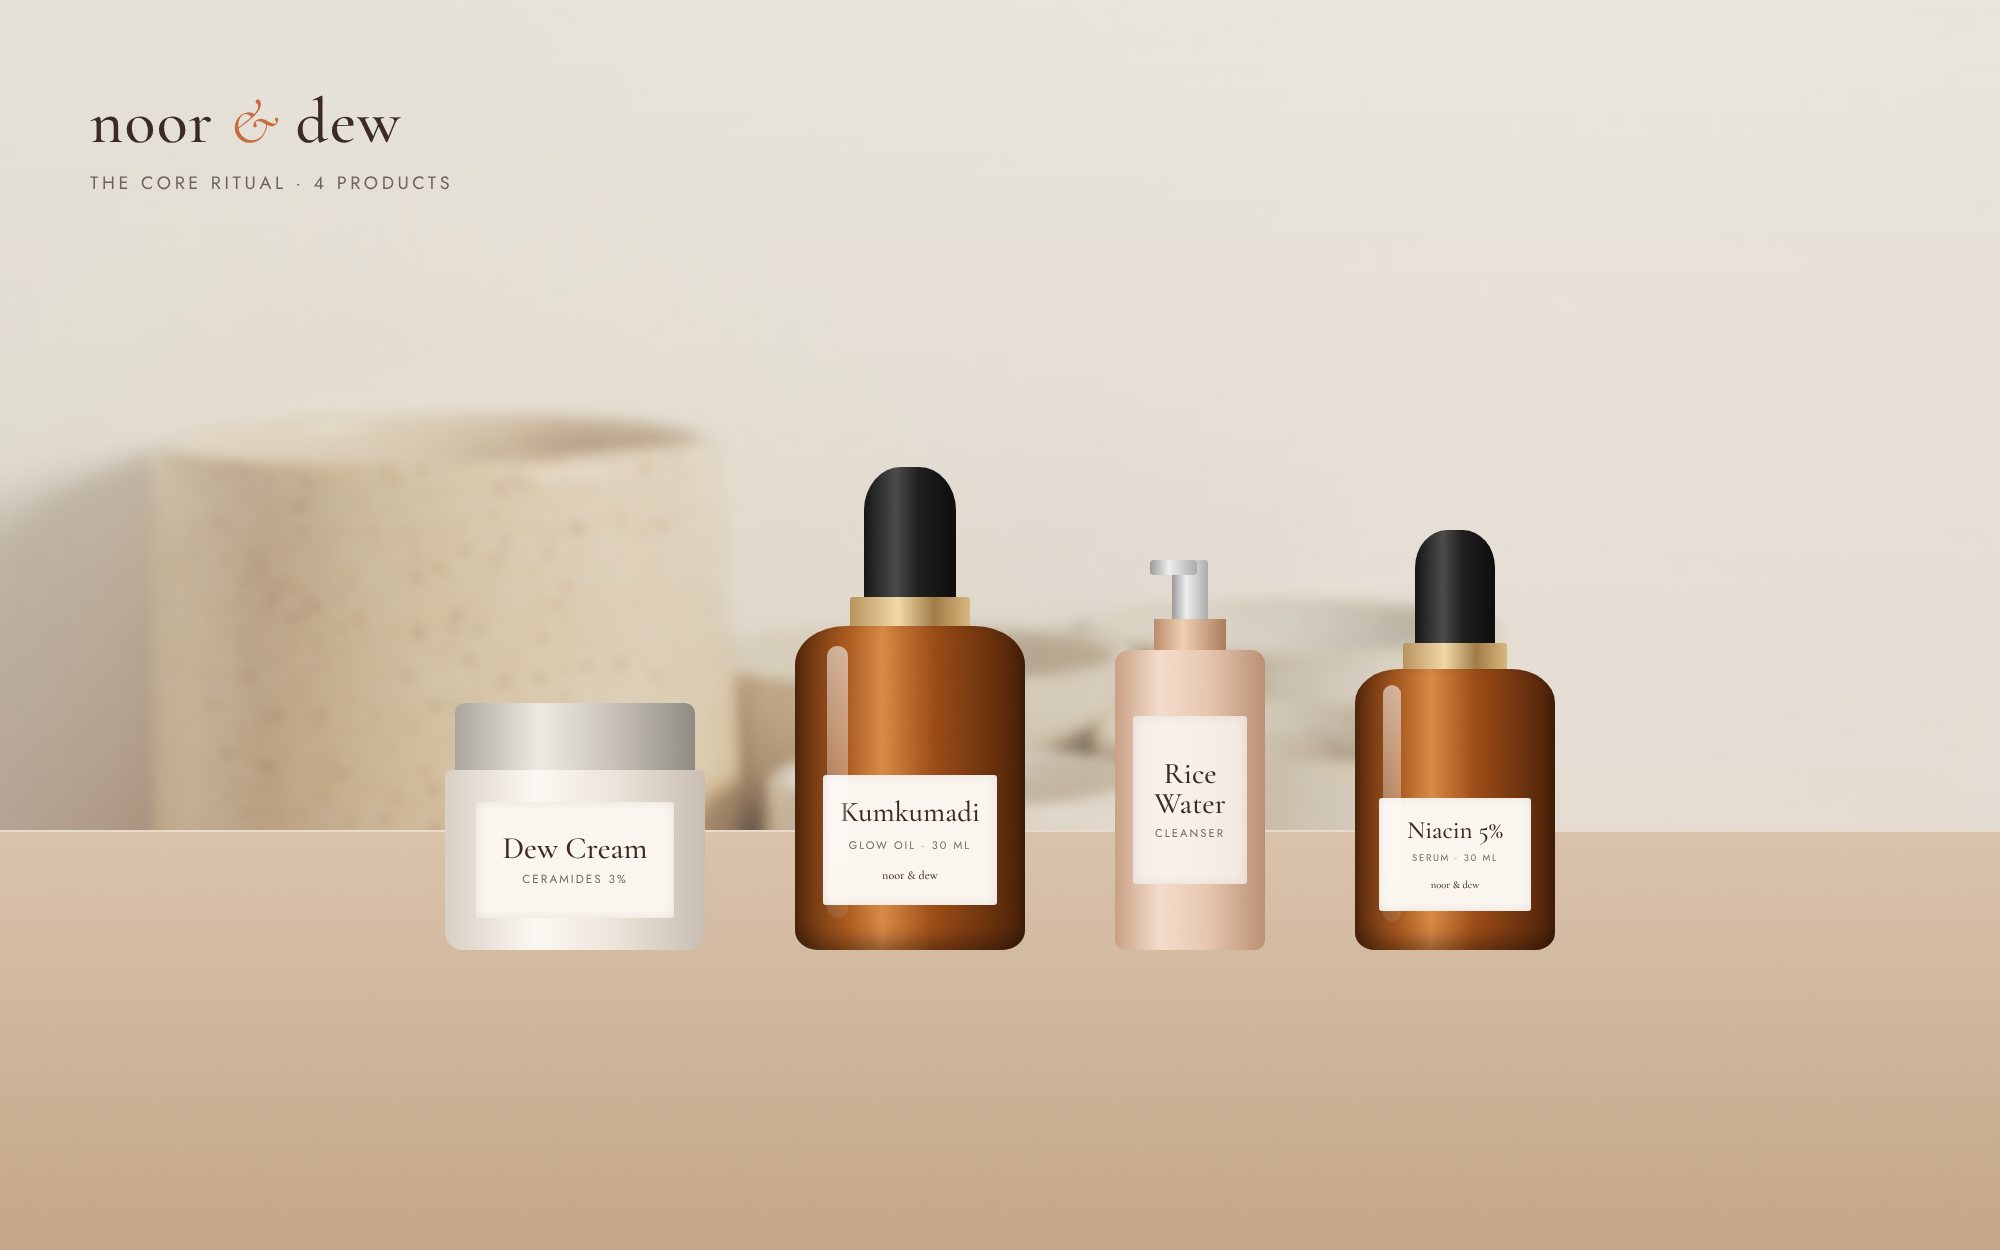 noor & dew
THE CORE RITUAL · 4 PRODUCTS
Dew Cream
CERAMIDES 3%
Kumkumadi
GLOW OIL · 30 ML
noor & dew
Rice
Water
CLEANSER
Niacin 5%
SERUM · 30 ML
noor & dew